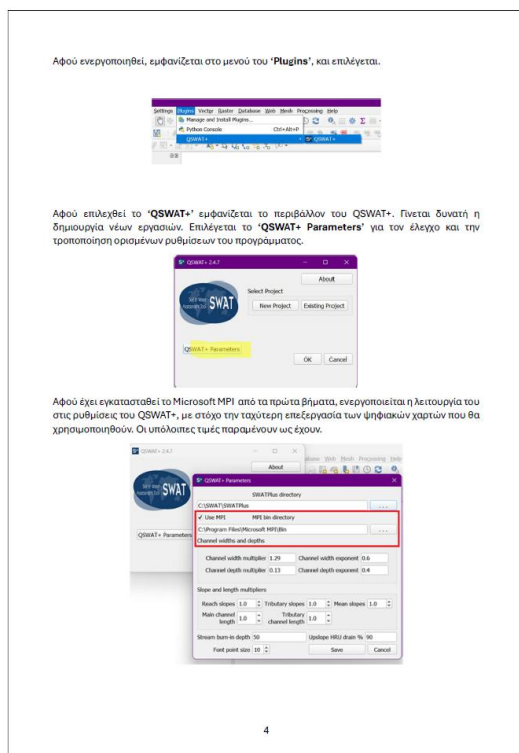 Αφού ενεργοποιηθεί, εμφανίζεται στο μενού του ‘Plugins’, και επιλέγεται.
Settings Plugins Vector Raster Database Web Mesh Processing Help
Manage and Install Plugins...
Python Console Ctrl+Alt+P
QSWAT+ QSWAT+
Αφού επιλεχθεί το ‘QSWAT+’ εμφανίζεται το περιβάλλον του QSWAT+. Γίνεται δυνατή η
δημιουργία νέων εργασιών. Επιλέγεται το ‘QSWAT+ Parameters’ για τον έλεγχο και την
τροποποίηση ορισμένων ρυθμίσεων του προγράμματος.
QSWAT+ 2.4.7
About
Select Project
SWAT
New Project Existing Project
QSWAT+ Parameters
OK Cancel
Αφού έχει εγκατασταθεί το Microsoft MPI από τα πρώτα βήματα, ενεργοποιείται η λειτουργία του
στις ρυθμίσεις του QSWAT+, με στόχο την ταχύτερη επεξεργασία των ψηφιακών χαρτών που θα
χρησιμοποιηθούν. Οι υπόλοιπες τιμές παραμένουν ως έχουν.
QSWAT+ 2.4.7
Web Mesh Processing Help
About
QSWAT+ Parameters
SWATPlus directory
SWAT
C:\SWAT\SWATPlus ...
Use MPI MPI bin directory
C:\Program Files\Microsoft MPI\Bin ...
QSWAT+ Parameters
Channel widths and depths
Channel width multiplier 1.29 Channel width exponent 0.6
Channel depth multiplier 0.13 Channel depth exponent 0.4
Slope and length multipliers
Reach slopes 1.0 Tributary slopes 1.0 Mean slopes 1.0
Main channel length 1.0 Tributary channel length 1.0
Stream burn-in depth 50 Upslope HRU drain % 90
Font point size 10 Save Cancel
4